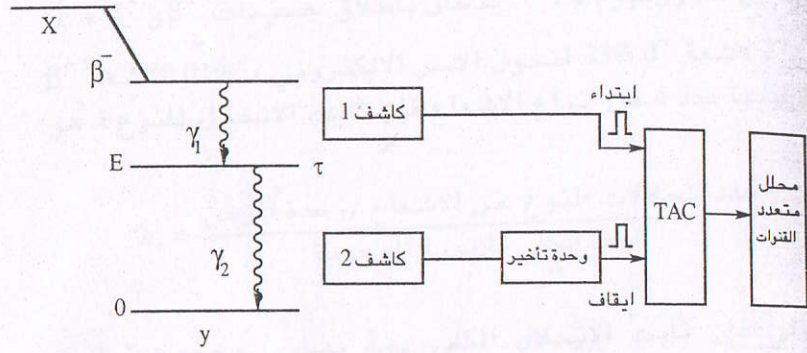 X
β⁻
γ₁
E
τ
γ₂
0
y
كاشف 1
ابتداء
كاشف 2
وحدة تأخير
ايقاف
TAC
محلل
متعدد
القنوات